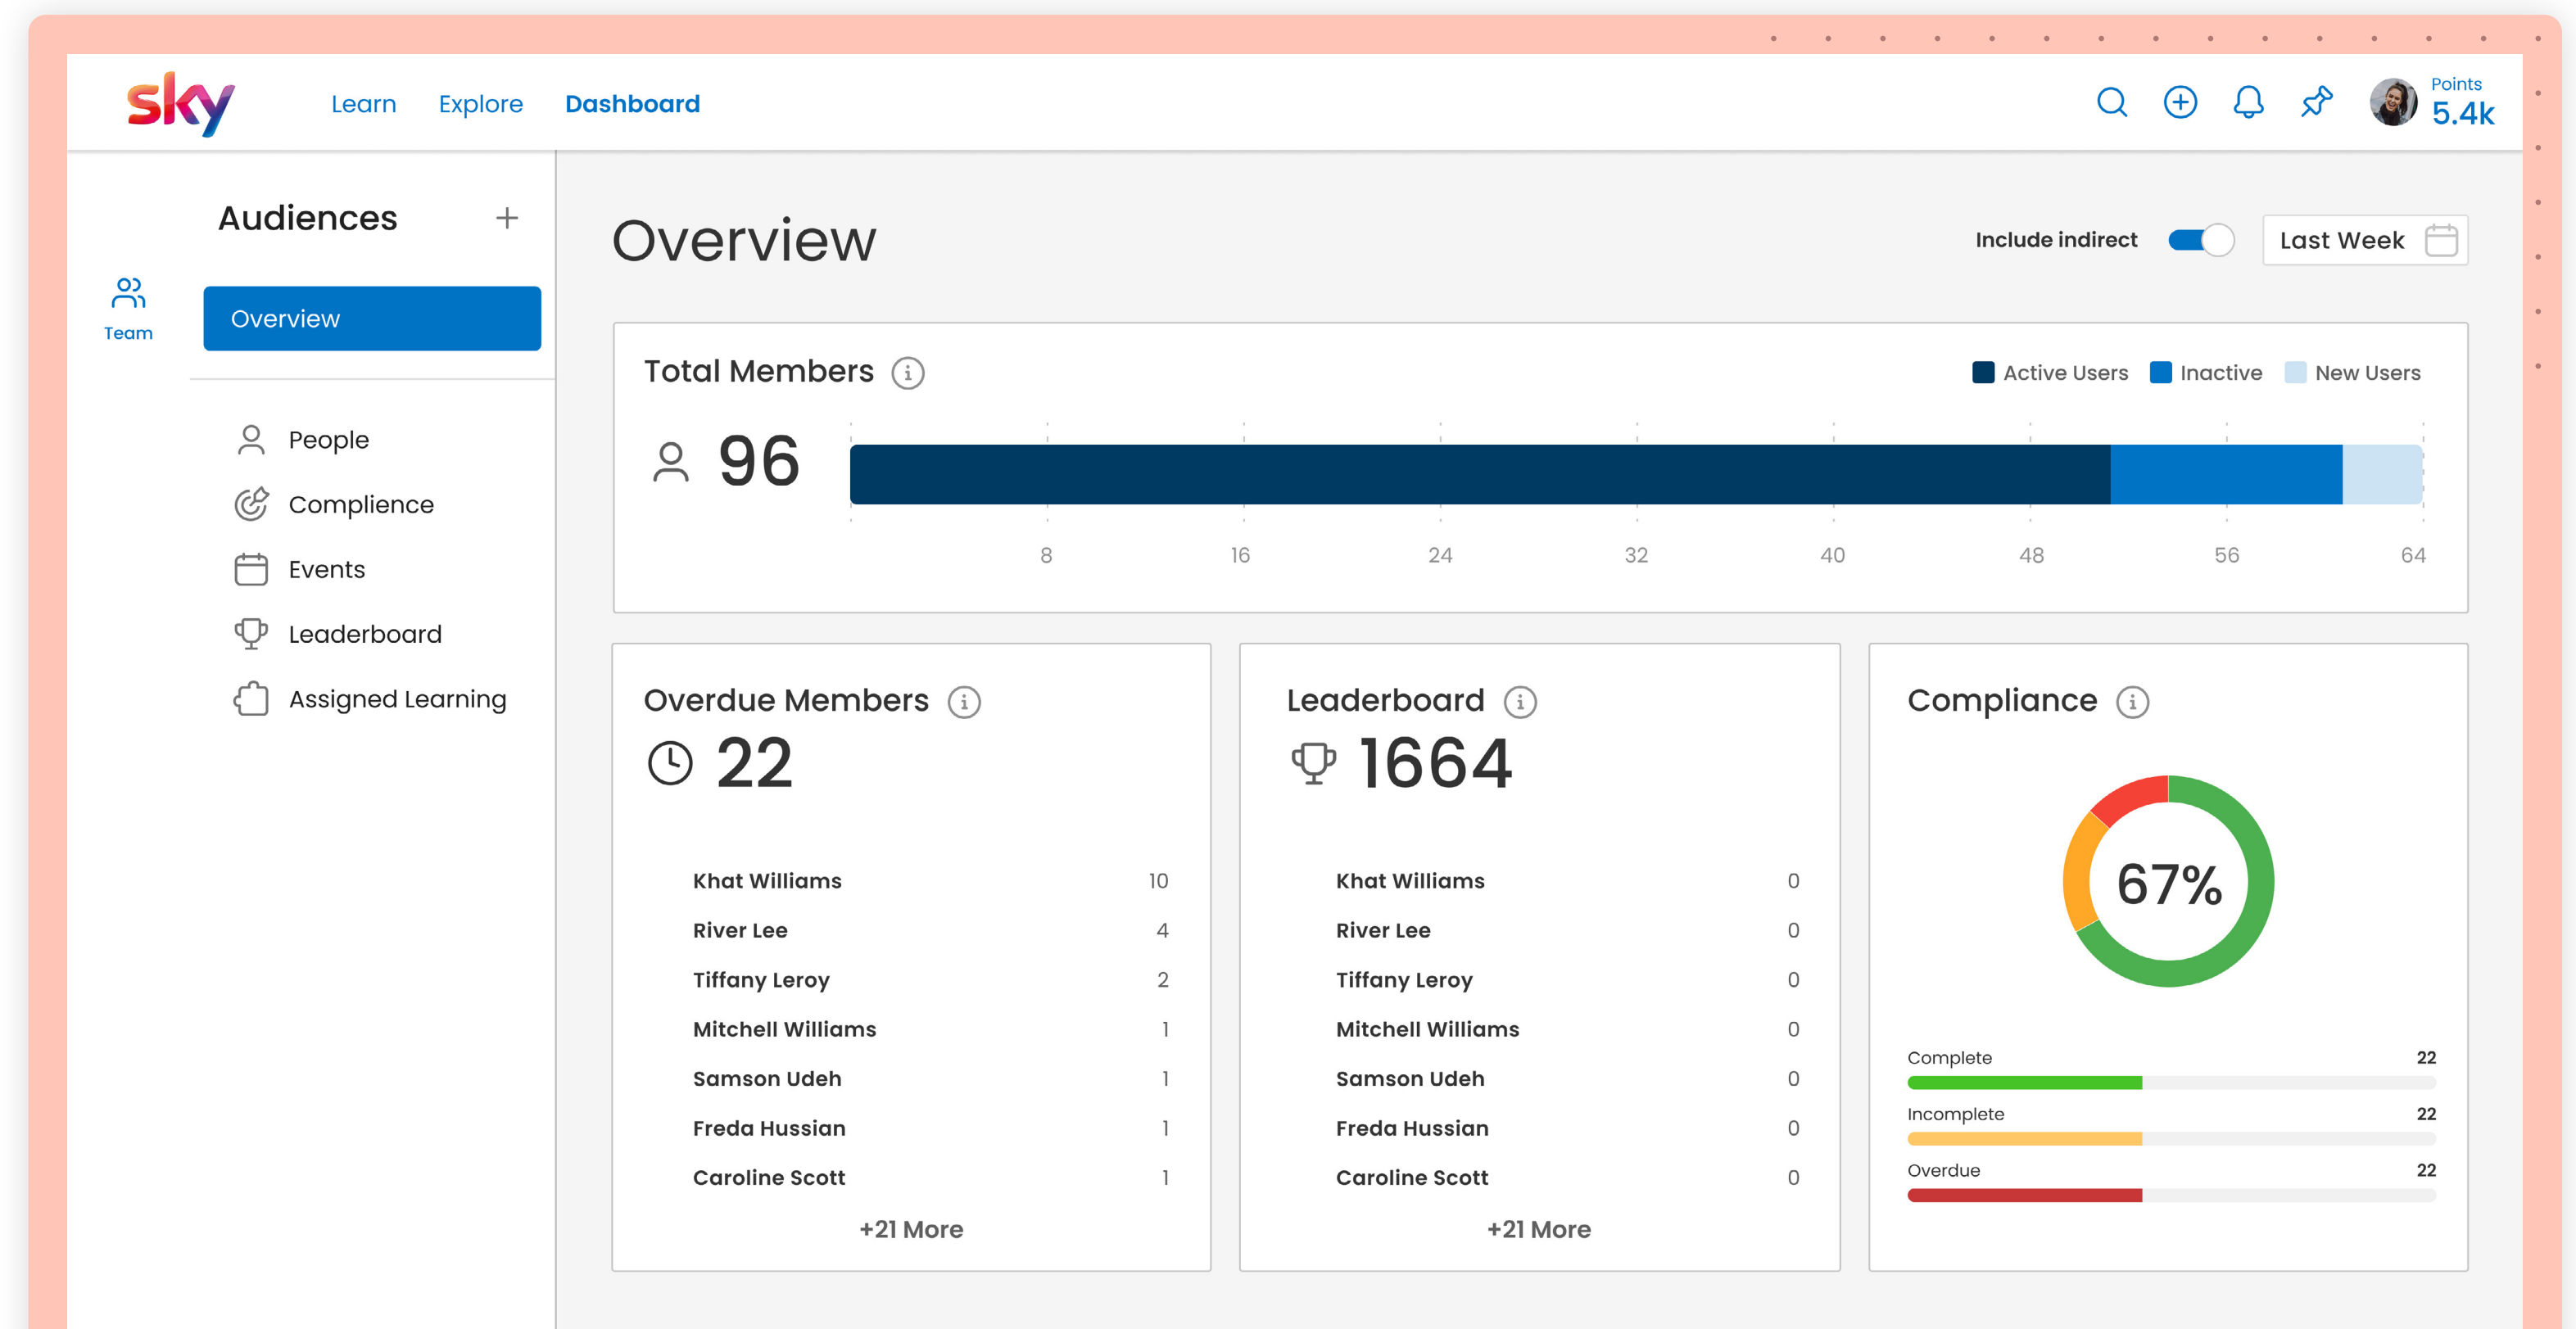 sky
Learn
Explore
Dashboard
Points
5.4k
Audiences
Team
Overview
People
Complience
Events
Leaderboard
Assigned Learning
Overview
Include indirect
Last Week
Total Members
Active Users
Inactive
New Users
96
8 16 24 32 40 48 56 64
Overdue Members
22
Khat Williams 10
River Lee 4
Tiffany Leroy 2
Mitchell Williams 1
Samson Udeh 1
Freda Hussian 1
Caroline Scott 1
+21 More
Leaderboard
1664
Khat Williams 0
River Lee 0
Tiffany Leroy 0
Mitchell Williams 0
Samson Udeh 0
Freda Hussian 0
Caroline Scott 0
+21 More
Compliance
67%
Complete 22
Incomplete 22
Overdue 22